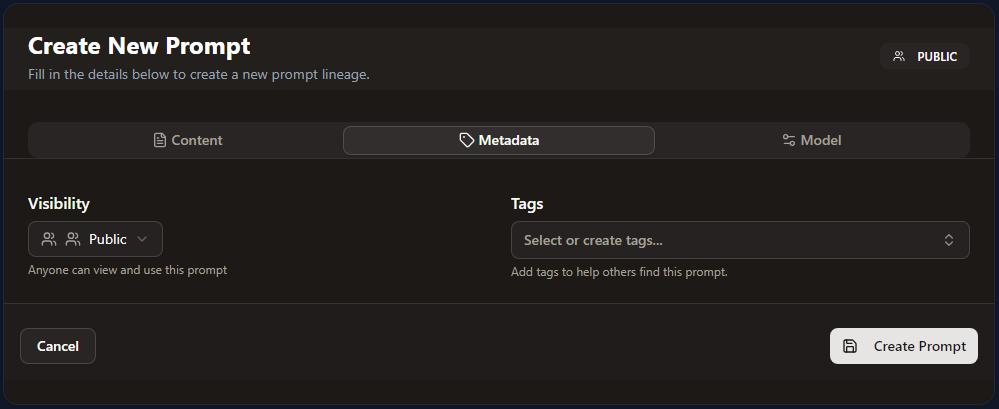 Create New Prompt
Fill in the details below to create a new prompt lineage.
PUBLIC
Content
Metadata
Model
Visibility
Public
Anyone can view and use this prompt
Tags
Select or create tags...
Add tags to help others find this prompt.
Cancel
Create Prompt